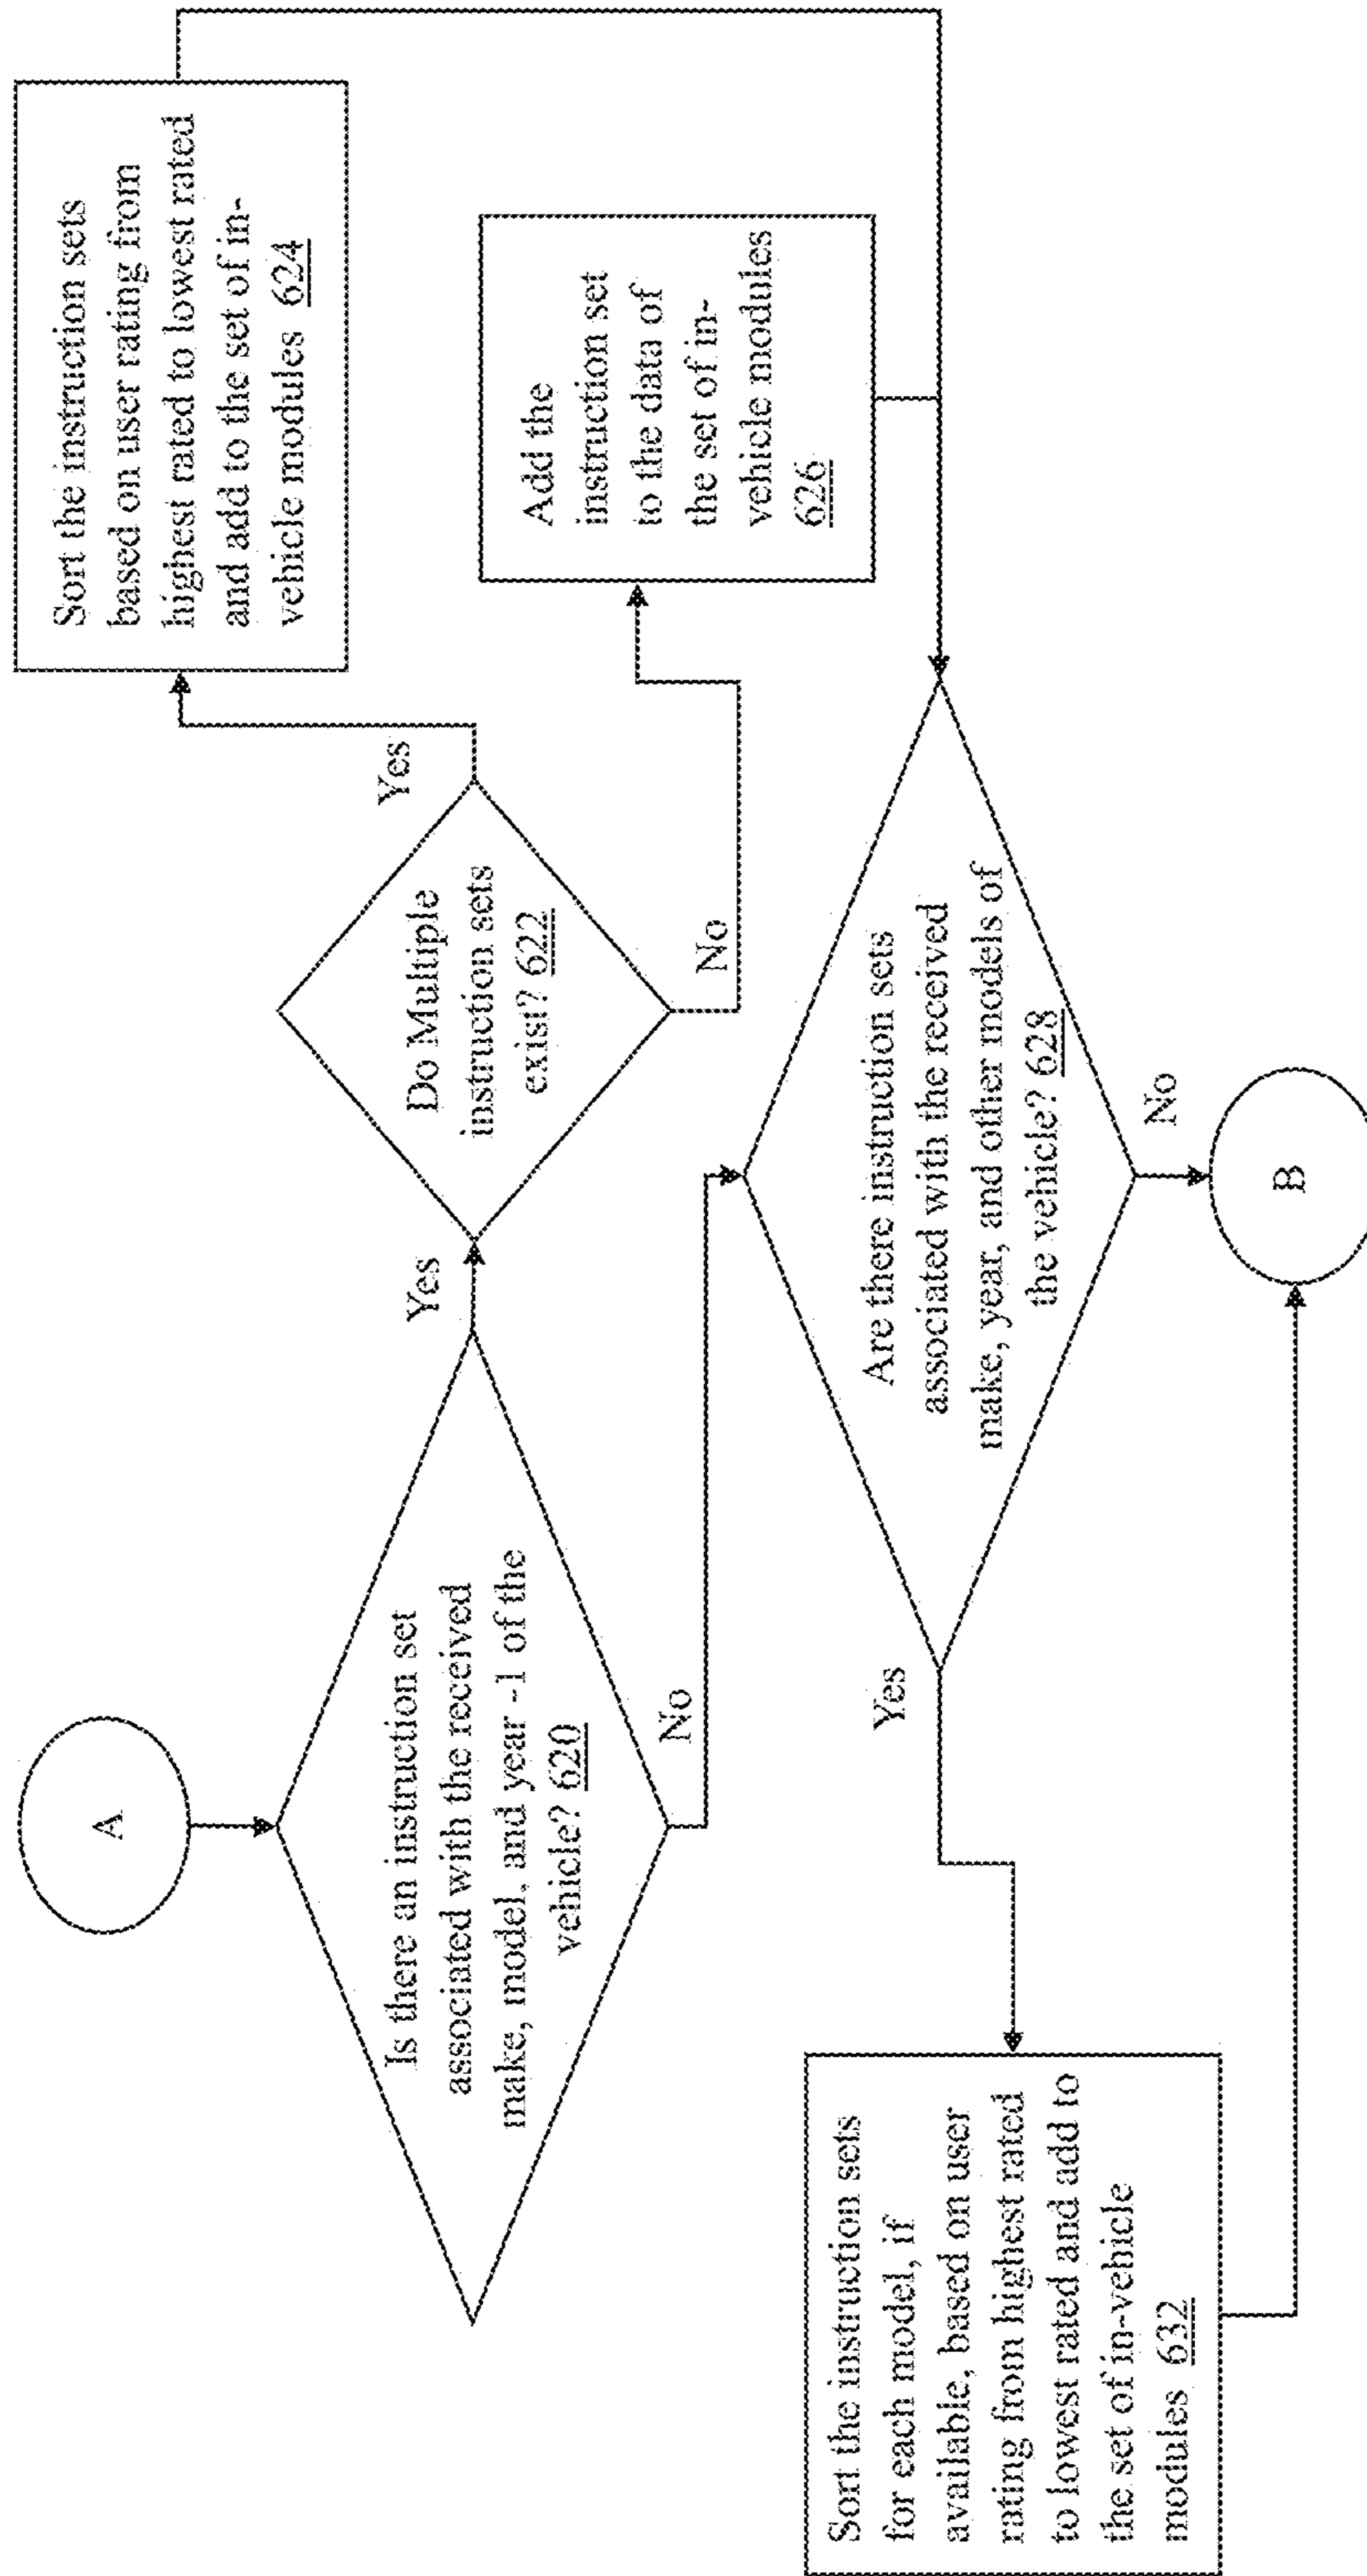 A
Is there an instruction set
associated with the received
make, model, and year -1 of the
vehicle? 620
Yes
No
Do Multiple
instruction sets
exist? 622
Yes
No
Sort the instruction sets
based on user rating from
highest rated to lowest rated
and add to the set of in-
vehicle modules 624
Add the
instruction set
to the data of
the set of in-
vehicle modules
626
Are there instruction sets
associated with the received
make, year, and other models of
the vehicle? 628
Yes
No
Sort the instruction sets
for each model, if
available, based on user
rating from highest rated
to lowest rated and add to
the set of in-vehicle
modules 632
B